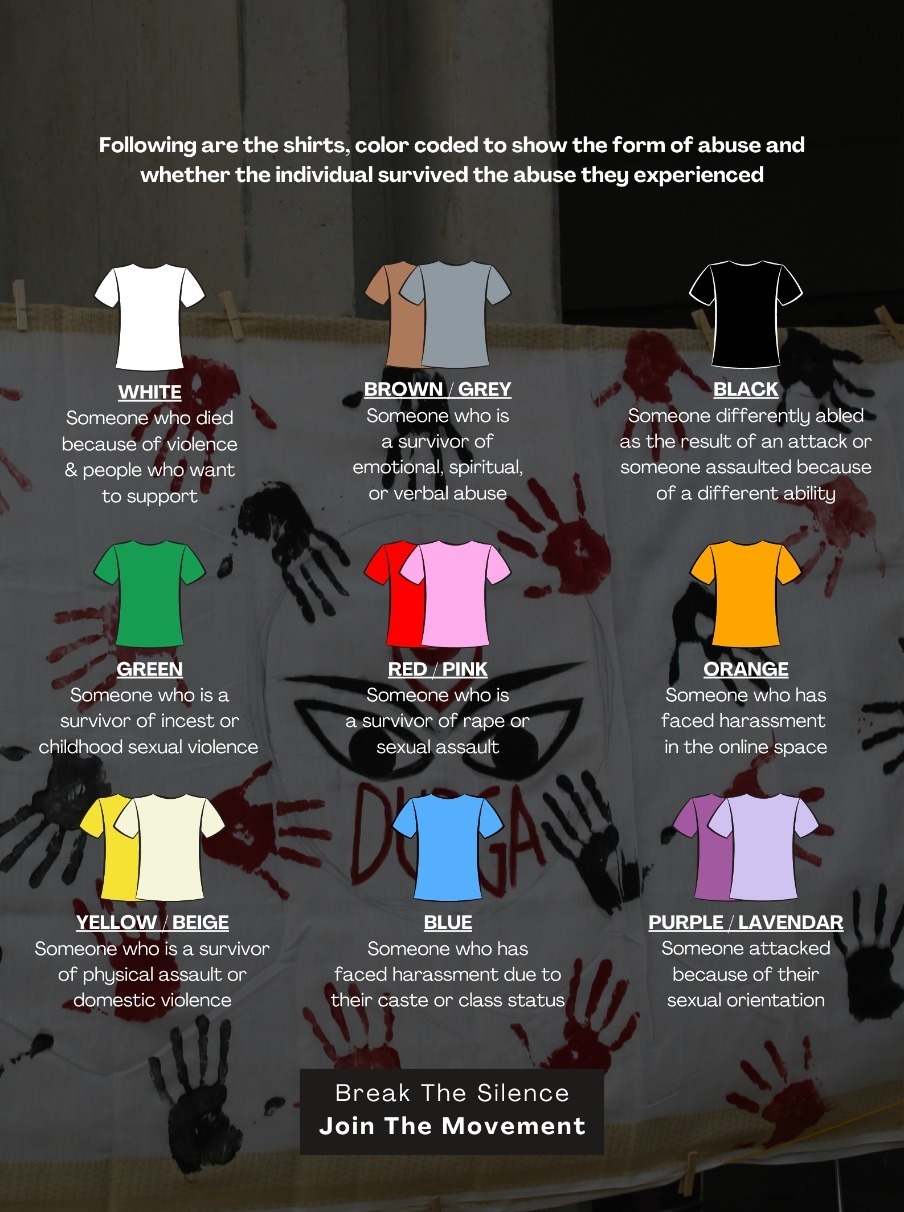 Following are the shirts, color coded to show the form of abuse and
whether the individual survived the abuse they experienced
WHITE
Someone who died
because of violence
& people who want
to support
BROWN / GREY
Someone who is
a survivor of
emotional, spiritual,
or verbal abuse
BLACK
Someone differently abled
as the result of an attack or
someone assaulted because
of a different ability
GREEN
Someone who is a
survivor of incest or
childhood sexual violence
RED / PINK
Someone who is
a survivor of rape or
sexual assault
ORANGE
Someone who has
faced harassment
in the online space
DURGA
YELLOW / BEIGE
Someone who is a survivor
of physical assault or
domestic violence
BLUE
Someone who has
faced harassment due to
their caste or class status
PURPLE / LAVENDAR
Someone attacked
because of their
sexual orientation
Break The Silence
Join The Movement